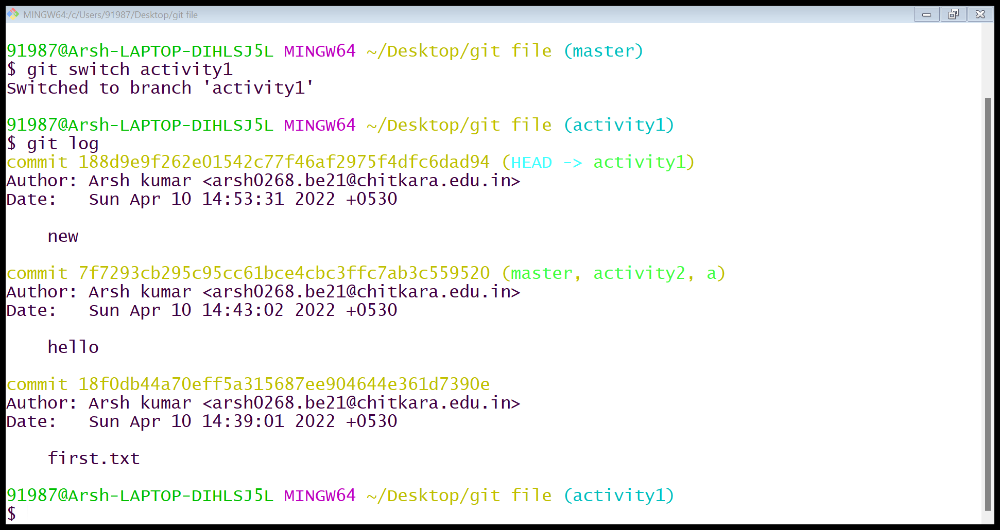 MINGW64:/c/Users/91987/Desktop/git file
91987@Arsh-LAPTOP-DIHLSJ5L MINGW64 ~/Desktop/git file (master)
$ git switch activity1
Switched to branch 'activity1'
91987@Arsh-LAPTOP-DIHLSJ5L MINGW64 ~/Desktop/git file (activity1)
$ git log
commit 188d9e9f262e01542c77f46af2975f4dfc6dad94 (HEAD -> activity1)
Author: Arsh kumar <arsh0268.be21@chitkara.edu.in>
Date:   Sun Apr 10 14:53:31 2022 +0530
    new
commit 7f7293cb295c95cc61bce4cbc3ffc7ab3c559520 (master, activity2, a)
Author: Arsh kumar <arsh0268.be21@chitkara.edu.in>
Date:   Sun Apr 10 14:43:02 2022 +0530
    hello
commit 18f0db44a70eff5a315687ee904644e361d7390e
Author: Arsh kumar <arsh0268.be21@chitkara.edu.in>
Date:   Sun Apr 10 14:39:01 2022 +0530
    first.txt
91987@Arsh-LAPTOP-DIHLSJ5L MINGW64 ~/Desktop/git file (activity1)
$